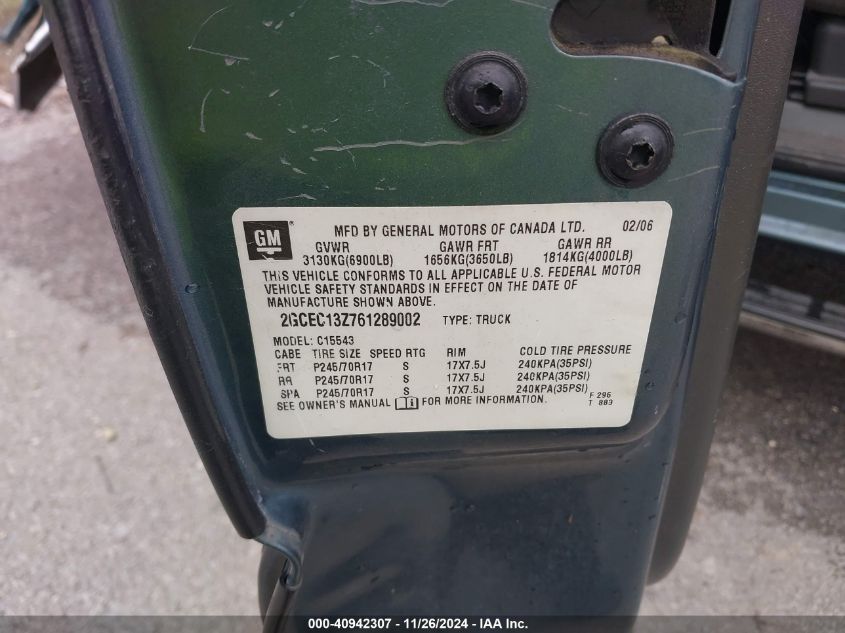 GM MFD BY GENERAL MOTORS OF CANADA LTD. 02/06
GVWR GAWR FRT GAWR RR
3130KG(6900LB) 1656KG(3650LB) 1814KG(4000LB)
THIS VEHICLE CONFORMS TO ALL APPLICABLE U.S. FEDERAL MOTOR
VEHICLE SAFETY STANDARDS IN EFFECT ON THE DATE OF
MANUFACTURE SHOWN ABOVE.
2GCEC13Z761289002 TYPE: TRUCK
MODEL: C15543
CABE TIRE SIZE SPEED RTG RIM COLD TIRE PRESSURE
FRT P245/70R17 S 17X7.5J 240KPA(35PSI)
RR P245/70R17 S 17X7.5J 240KPA(35PSI)
SPA P245/70R17 S 17X7.5J 240KPA(35PSI)
SEE OWNER'S MANUAL FOR MORE INFORMATION.
F 296
T 883
000-40942307 - 11/26/2024 - IAA Inc.